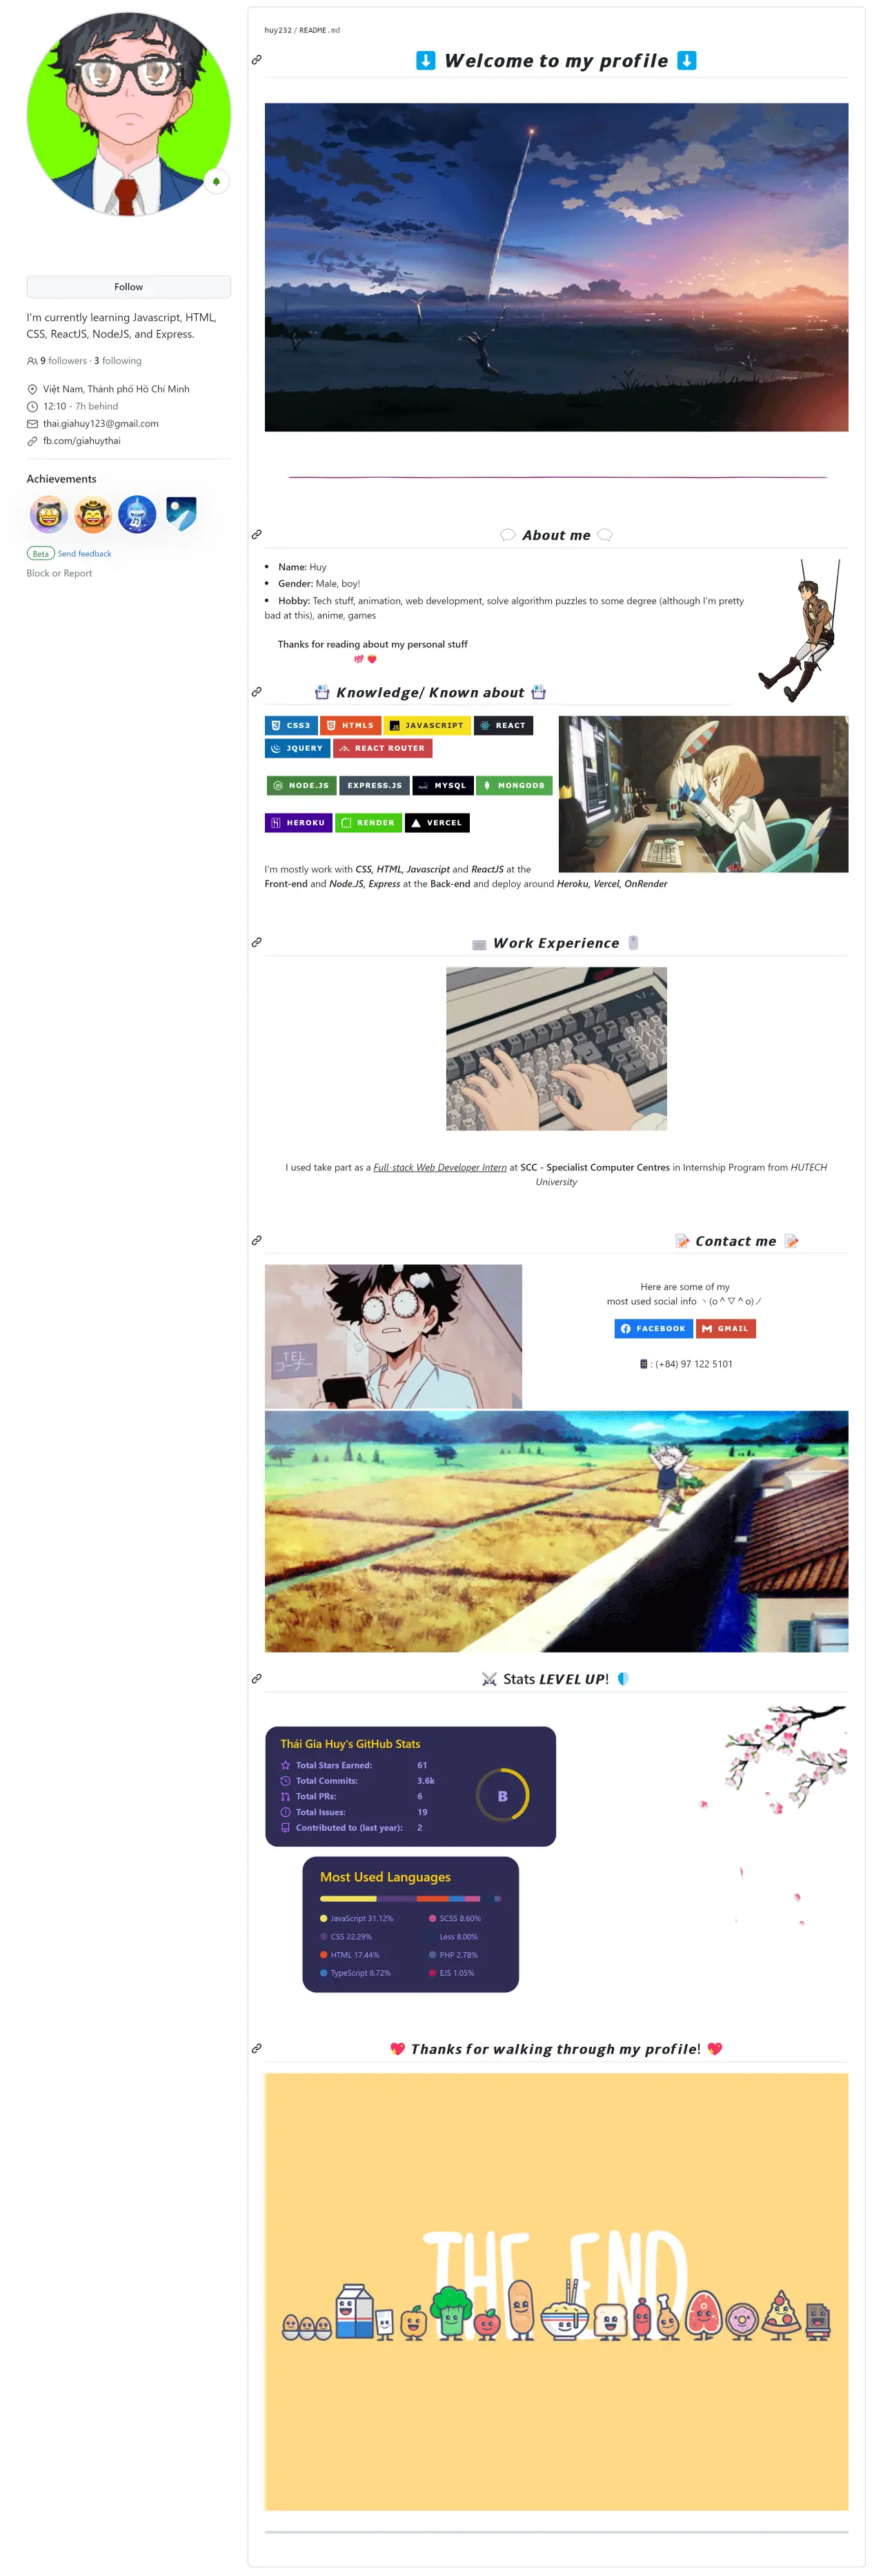 Follow
I'm currently learning Javascript, HTML,
CSS, ReactJS, NodeJS, and Express.
9 followers · 3 following
Việt Nam, Thành phố Hồ Chí Minh
12:10 - 7h behind
thai.giahuy123@gmail.com
fb.com/giahuythai
Achievements
Beta Send feedback
Block or Report
huy232 / README.md
⬇️ Welcome to my profile ⬇️
About me
• Name: Huy
• Gender: Male, boy!
• Hobby: Tech stuff, animation, web development, solve algorithm puzzles to some degree (although I'm pretty
bad at this), anime, games
Thanks for reading about my personal stuff
💯 ❤️‍🔥
Knowledge/ Known about
CSS3 HTML5 JAVASCRIPT REACT
JQUERY REACT ROUTER
NODE.JS EXPRESS.JS MYSQL MONGODB
HEROKU RENDER VERCEL
I'm mostly work with CSS, HTML, Javascript and ReactJS at the
Front-end and Node.JS, Express at the Back-end and deploy around Heroku, Vercel, OnRender
Work Experience
I used take part as a Full-stack Web Developer Intern at SCC - Specialist Computer Centres in Internship Program from HUTECH
University
Contact me
TEL
コーナー
Here are some of my
most used social info ヽ(o＾▽＾o)ノ
FACEBOOK GMAIL
: (+84) 97 122 5101
Stats LEVEL UP!
Thái Gia Huy's GitHub Stats
Total Stars Earned: 61
Total Commits: 3.6k
Total PRs: 6
Total Issues: 19
Contributed to (last year): 2
B
Most Used Languages
JavaScript 31.12% SCSS 8.60%
CSS 22.29% Less 8.00%
HTML 17.44% PHP 2.78%
TypeScript 8.72% EJS 1.05%
Thanks for walking through my profile!
THE END